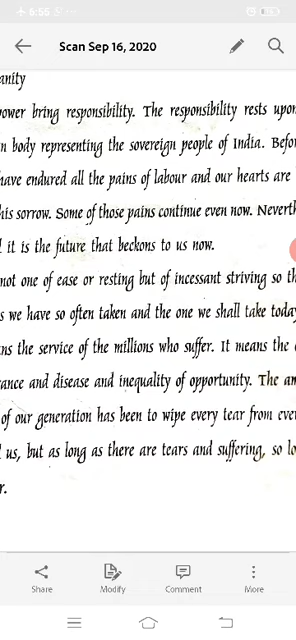 5:55
Scan Sep 16, 2020
anity
power bring responsibility. The responsibility rests upon
n body representing the sovereign people of India. Befor
have endured all the pains of labour and our hearts are
his sorrow. Some of those pains continue even now. Neverth
l it is the future that beckons to us now.
not one of ease or resting but of incessant striving so th
s we have so often taken and the one we shall take today
ns the service of the millions who suffer. It means the e
rance and disease and inequality of opportunity. The am
of our generation has been to wipe every tear from ever
l us, but as long as there are tears and suffering, so lo
r.
Share
Modify
Comment
More